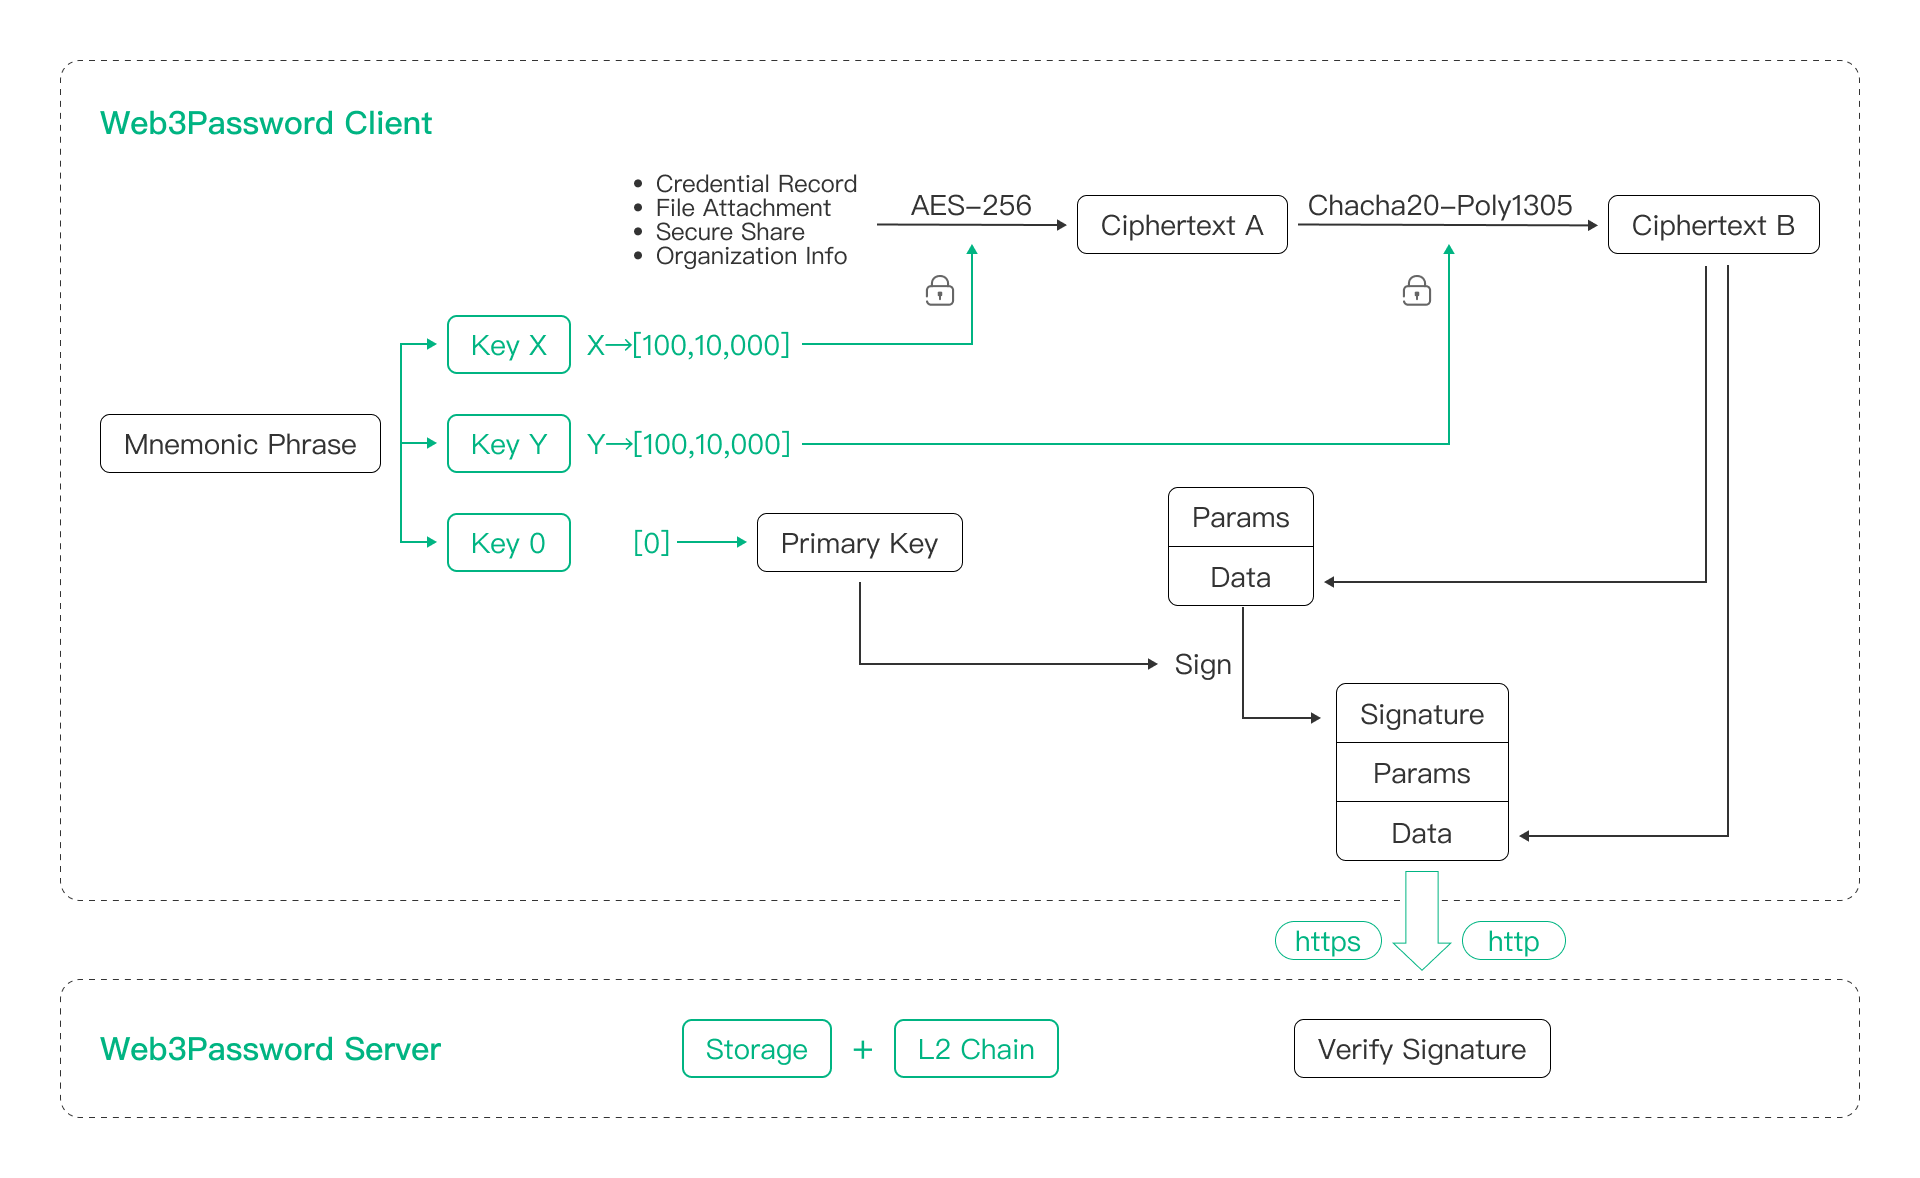 Web3Password Client
• Credential Record
• File Attachment
• Secure Share
• Organization Info
AES-256
Ciphertext A
Chacha20-Poly1305
Ciphertext B
Key X
X→[100,10,000]
Mnemonic Phrase
Key Y
Y→[100,10,000]
Key 0
[0]
Primary Key
Params
Data
Sign
Signature
Params
Data
https
http
Web3Password Server
Storage
+
L2 Chain
Verify Signature